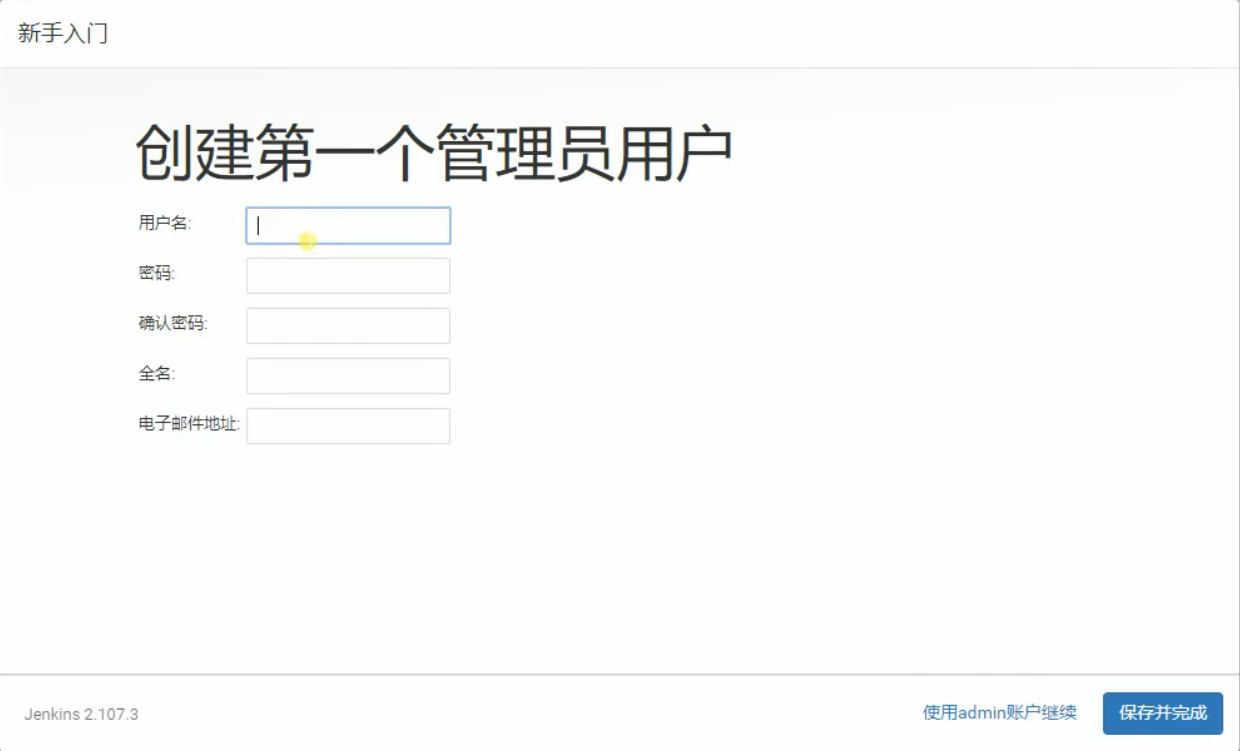 新手入门
创建第一个管理员用户
用户名:
密码:
确认密码:
全名:
电子邮件地址:
Jenkins 2.107.3
使用admin账户继续
保存并完成